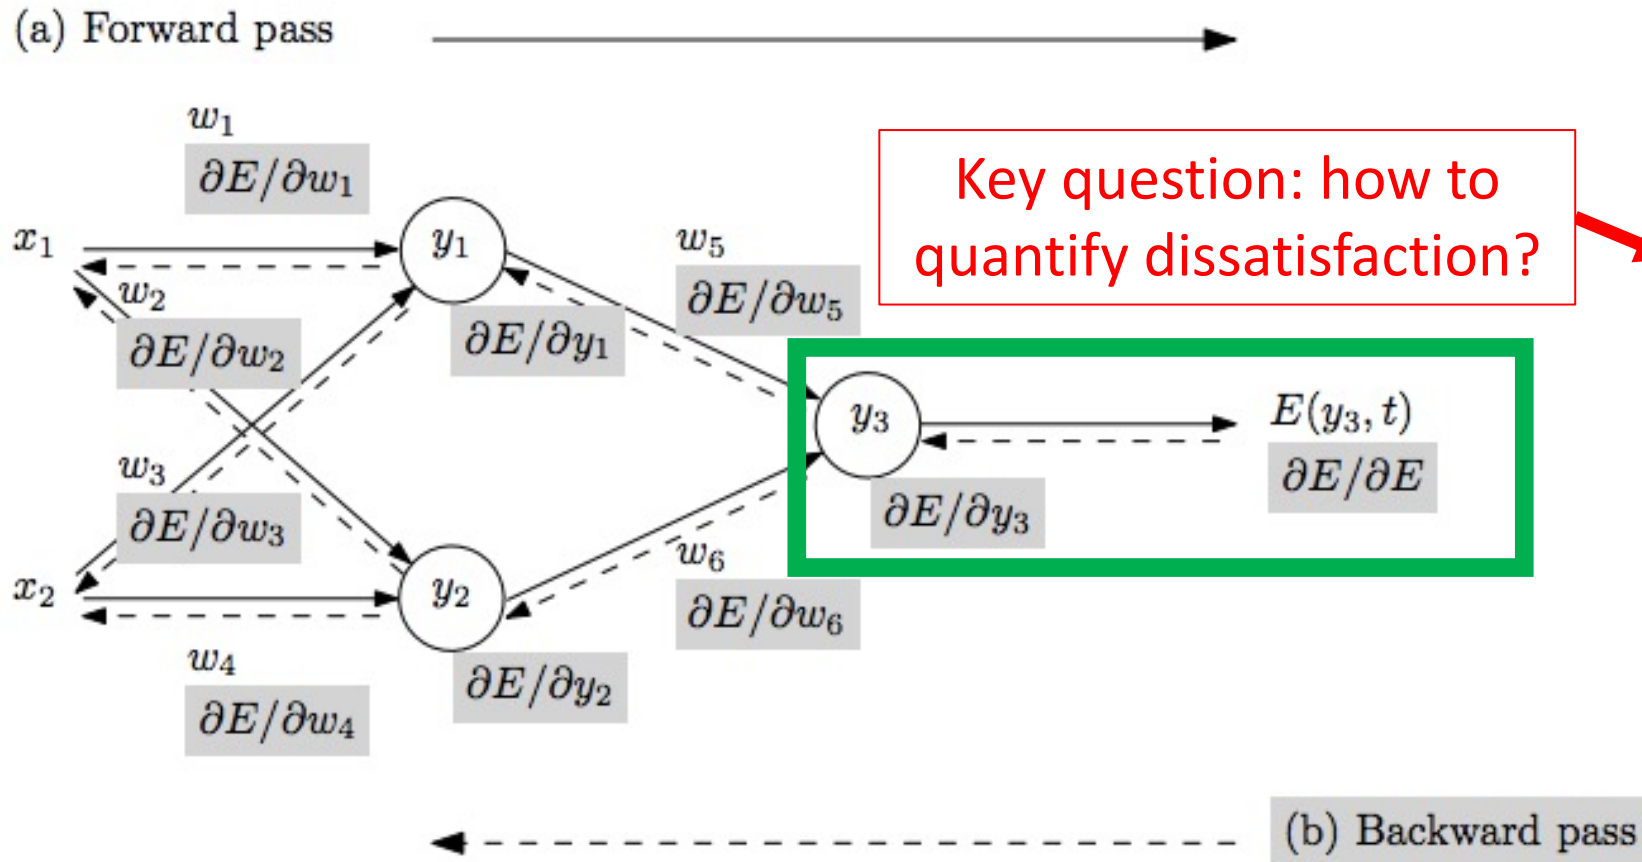 (a) Forward pass
w₁
∂E/∂w₁
Key question: how to
quantify dissatisfaction?
x₁
y₁
w₅
∂E/∂w₅
w₂
∂E/∂w₂
∂E/∂y₁
y₃
E(y₃, t)
∂E/∂E
w₃
∂E/∂w₃
∂E/∂y₃
x₂
y₂
w₆
∂E/∂w₆
w₄
∂E/∂w₄
∂E/∂y₂
(b) Backward pass